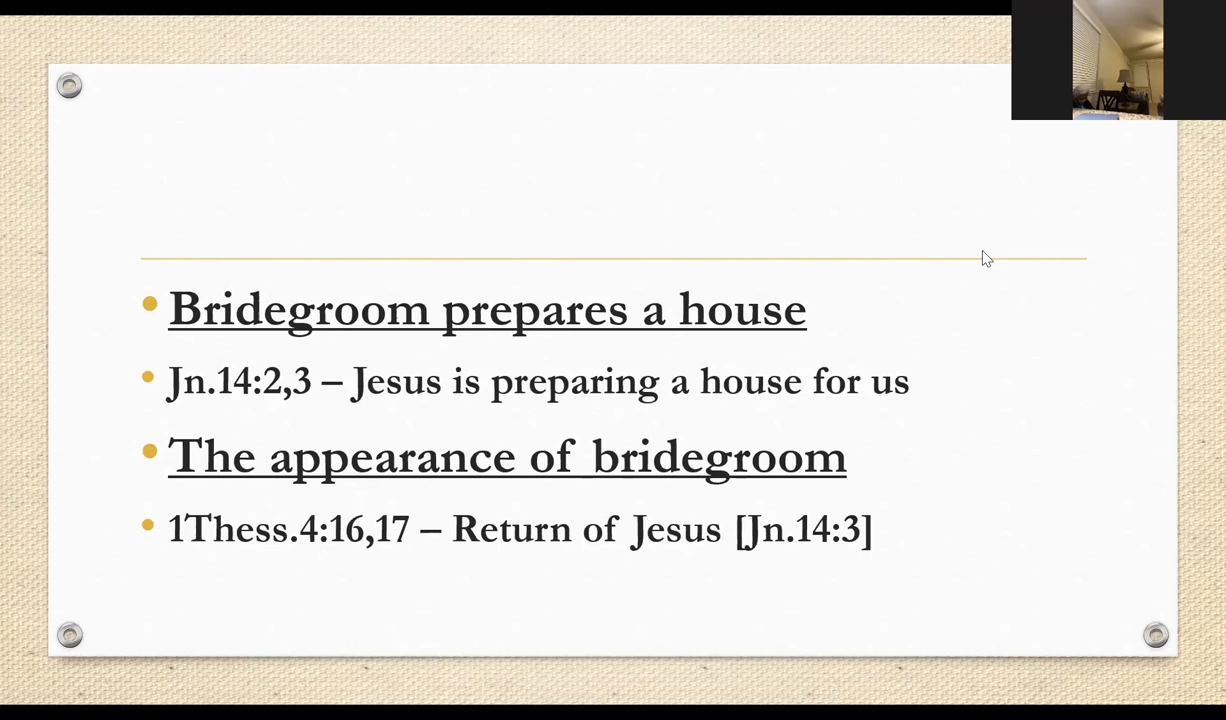 Bridegroom prepares a house
Jn.14:2,3 – Jesus is preparing a house for us
The appearance of bridegroom
1Thess.4:16,17 – Return of Jesus [Jn.14:3]